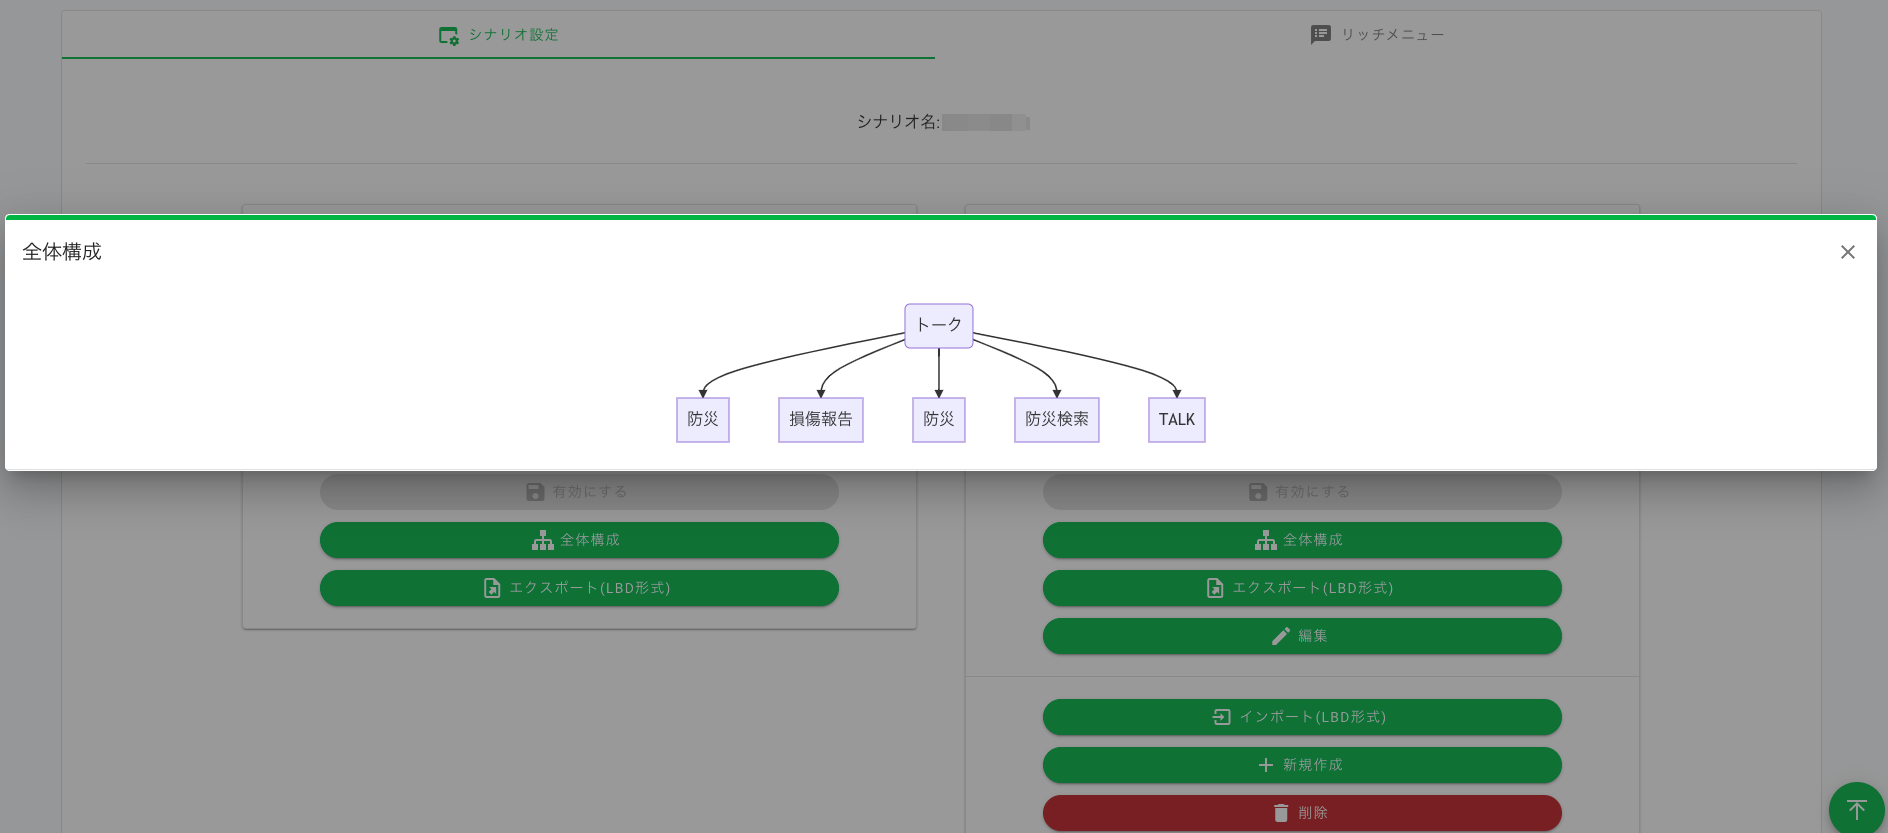 シナリオ設定
リッチメニュー
シナリオ名:
全体構成
トーク
防災
損傷報告
防災
防災検索
TALK
有効にする
全体構成
エクスポート(LBD形式)
有効にする
全体構成
エクスポート(LBD形式)
編集
インポート(LBD形式)
新規作成
削除